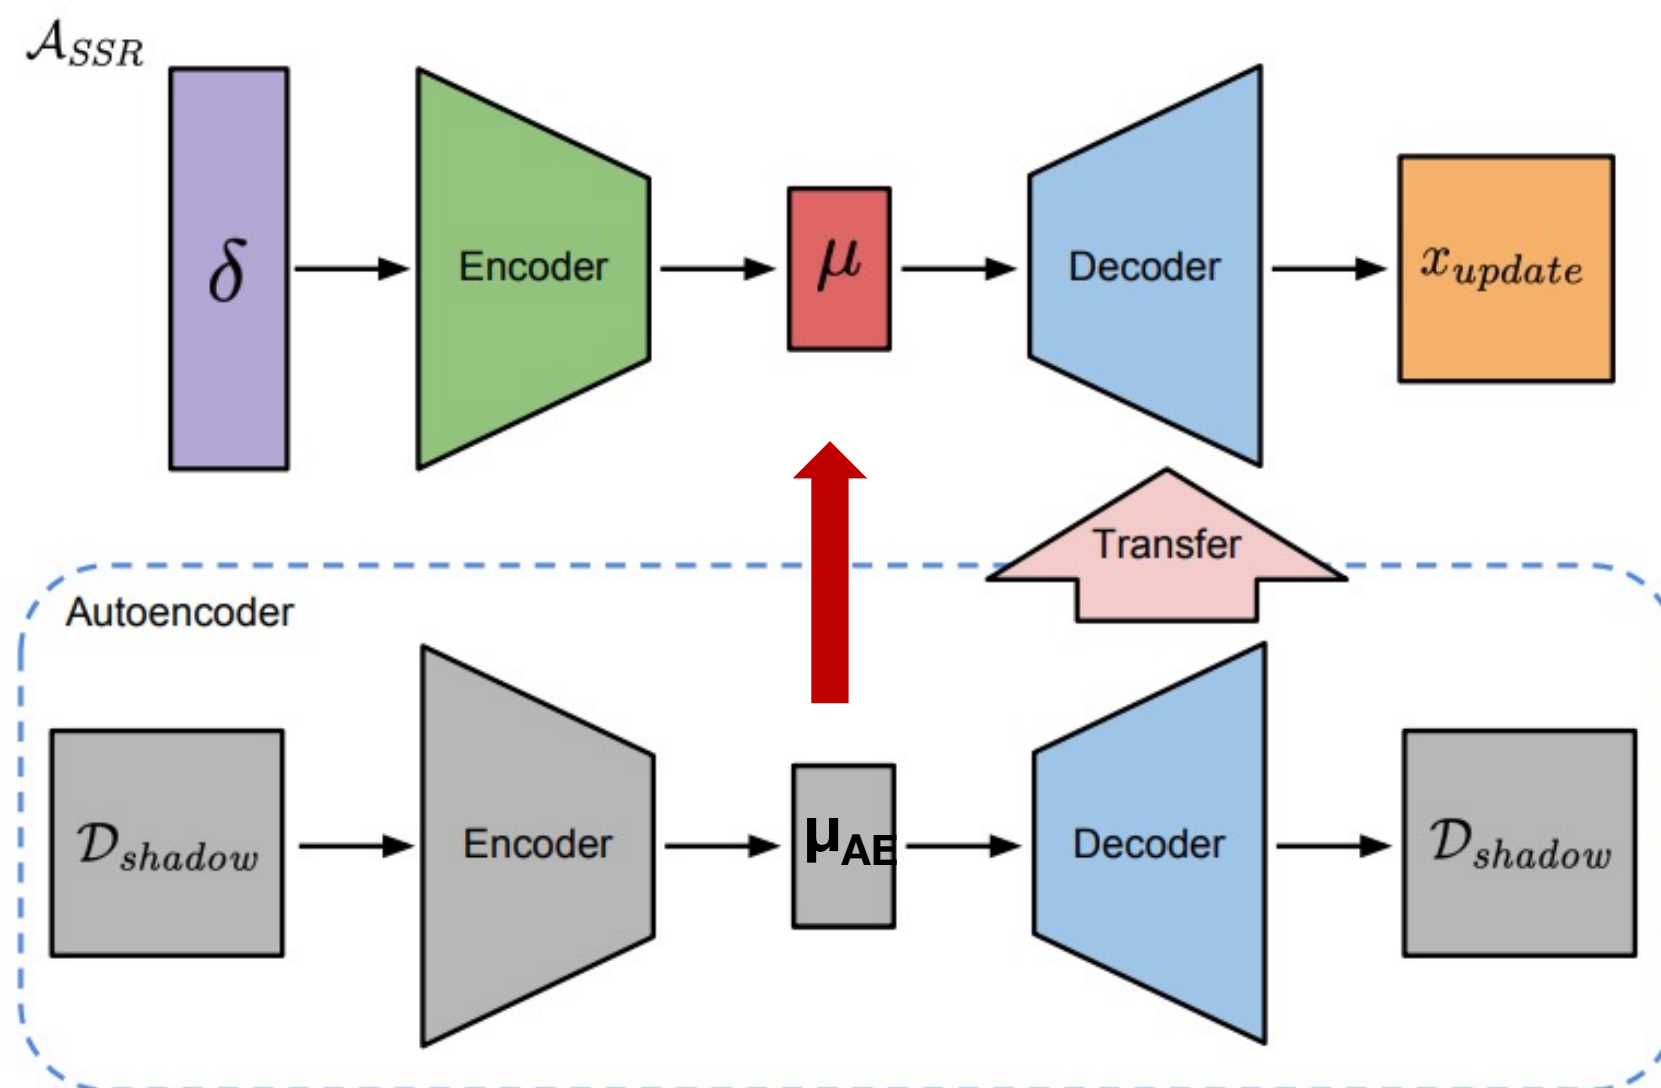 𝒜_SSR
δ
Encoder
μ
Decoder
x_update
Transfer
Autoencoder
𝒟_shadow
Encoder
μ_AE
Decoder
𝒟_shadow